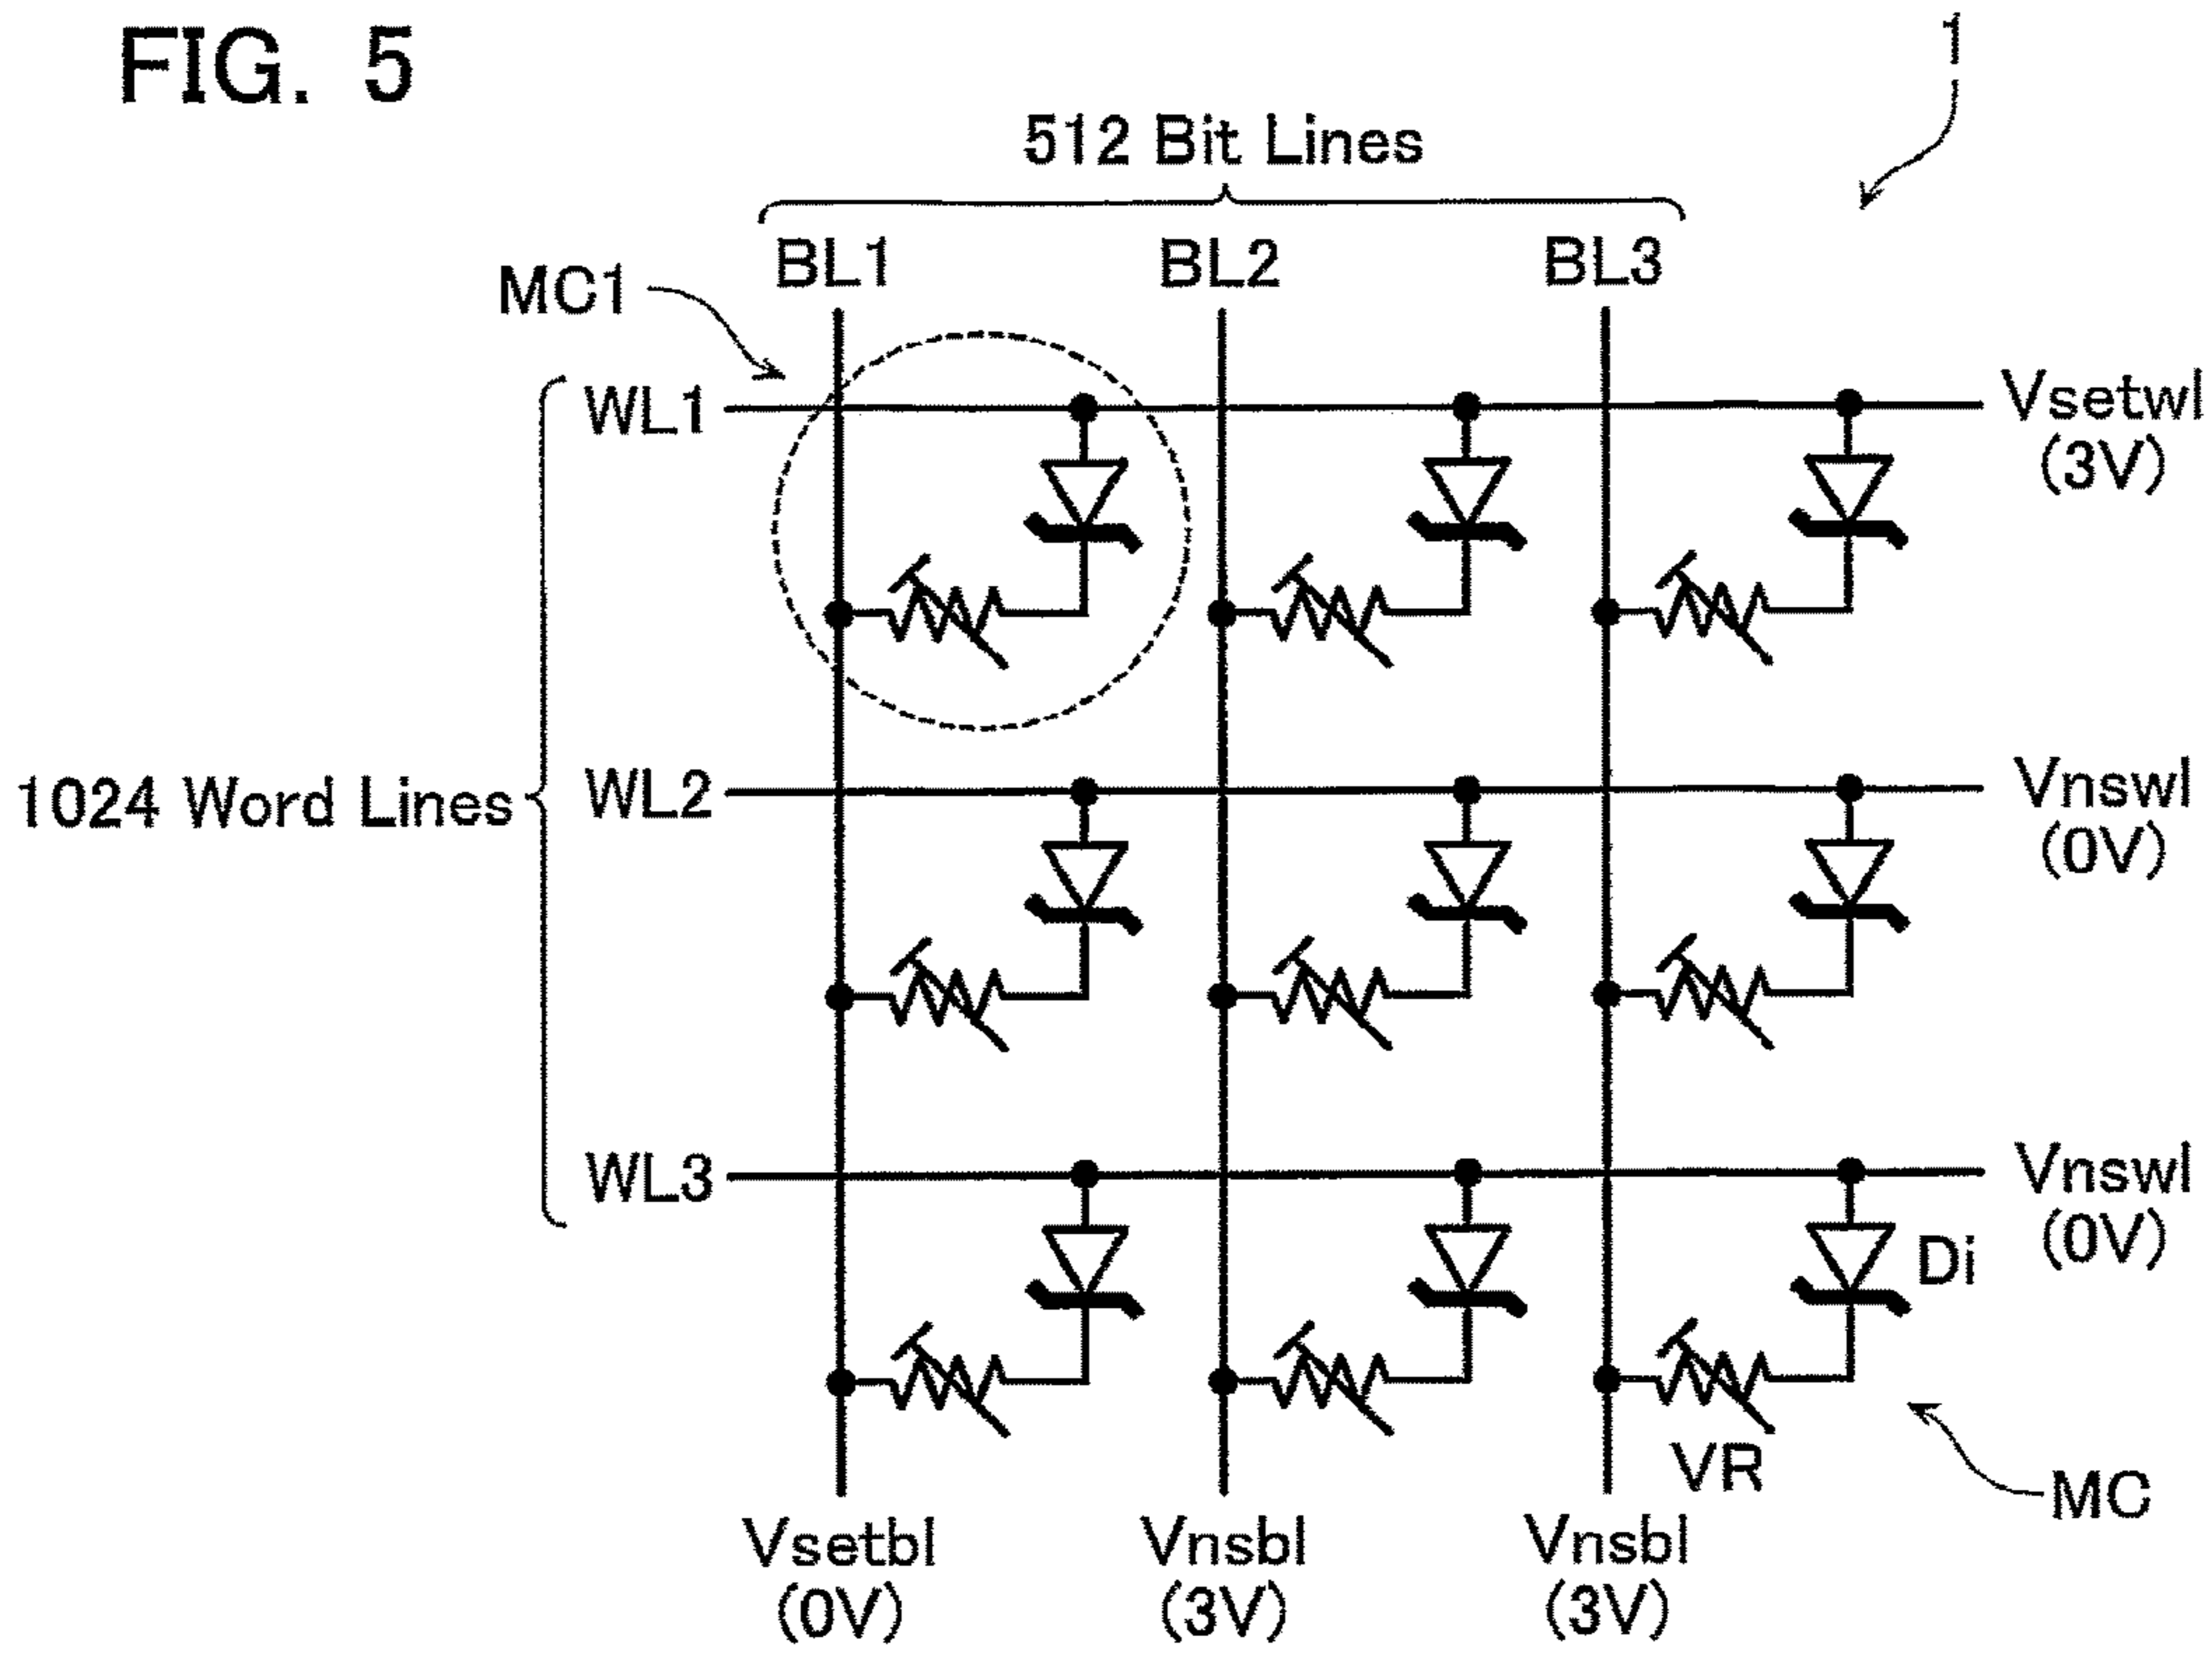 FIG. 5
1
512 Bit Lines
BL1 BL2 BL3
MC1
WL1
Vsetwl
(3V)
1024 Word Lines
WL2
Vnswl
(0V)
WL3
Vnswl
(0V)
Di
VR
MC
Vsetbl Vnsbl Vnsbl
(0V) (3V) (3V)